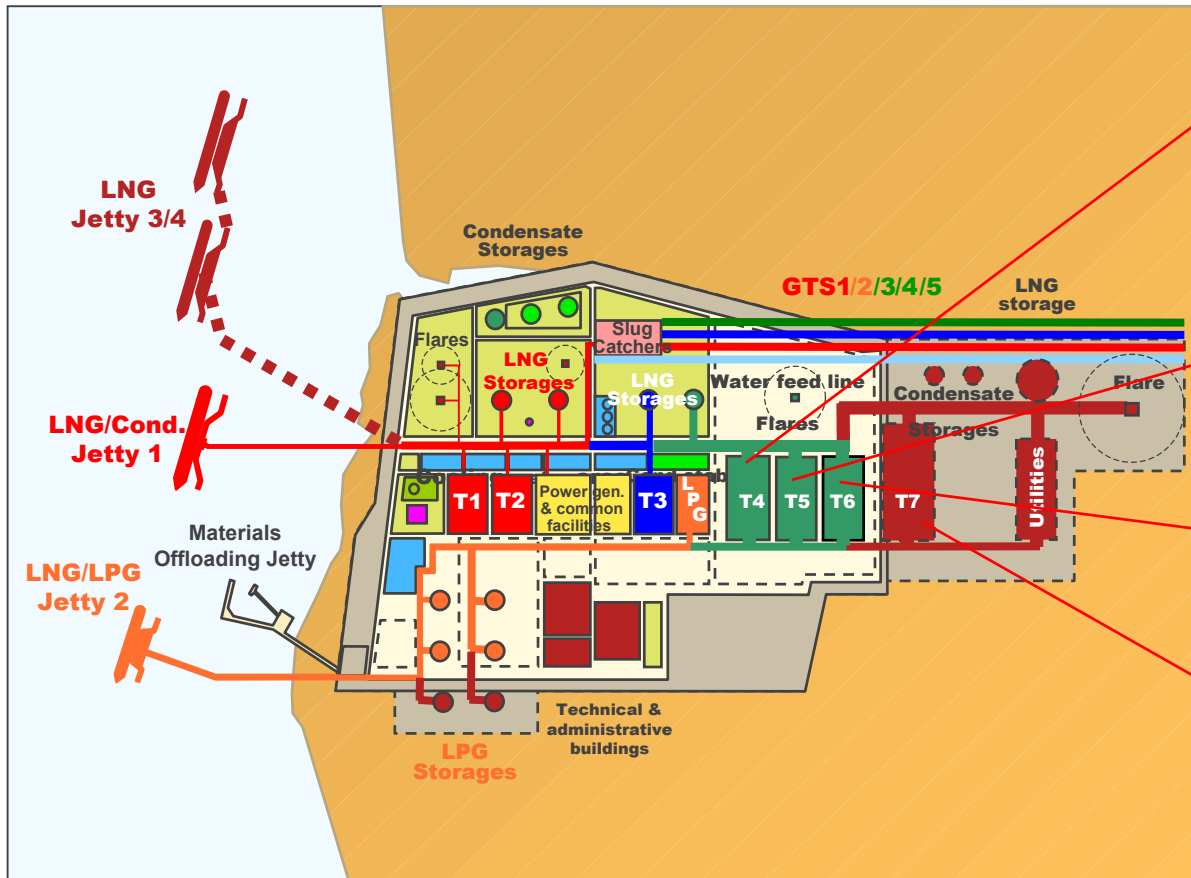 LNG
Jetty 3/4
Condensate
Storages
GTS1/2/3/4/5
LNG
storage
Flares
Slug
Catchers
LNG
Storages
LNG
Storages
Water feed line
Flares
Condensate
Storages
Flare
LNG/Cond.
Jetty 1
T1
T2
Power gen.
& common
facilities
T3
L
P
G
T4
T5
T6
T7
Utilities
Materials
Offloading Jetty
LNG/LPG
Jetty 2
Technical &
administrative
buildings
LPG
Storages